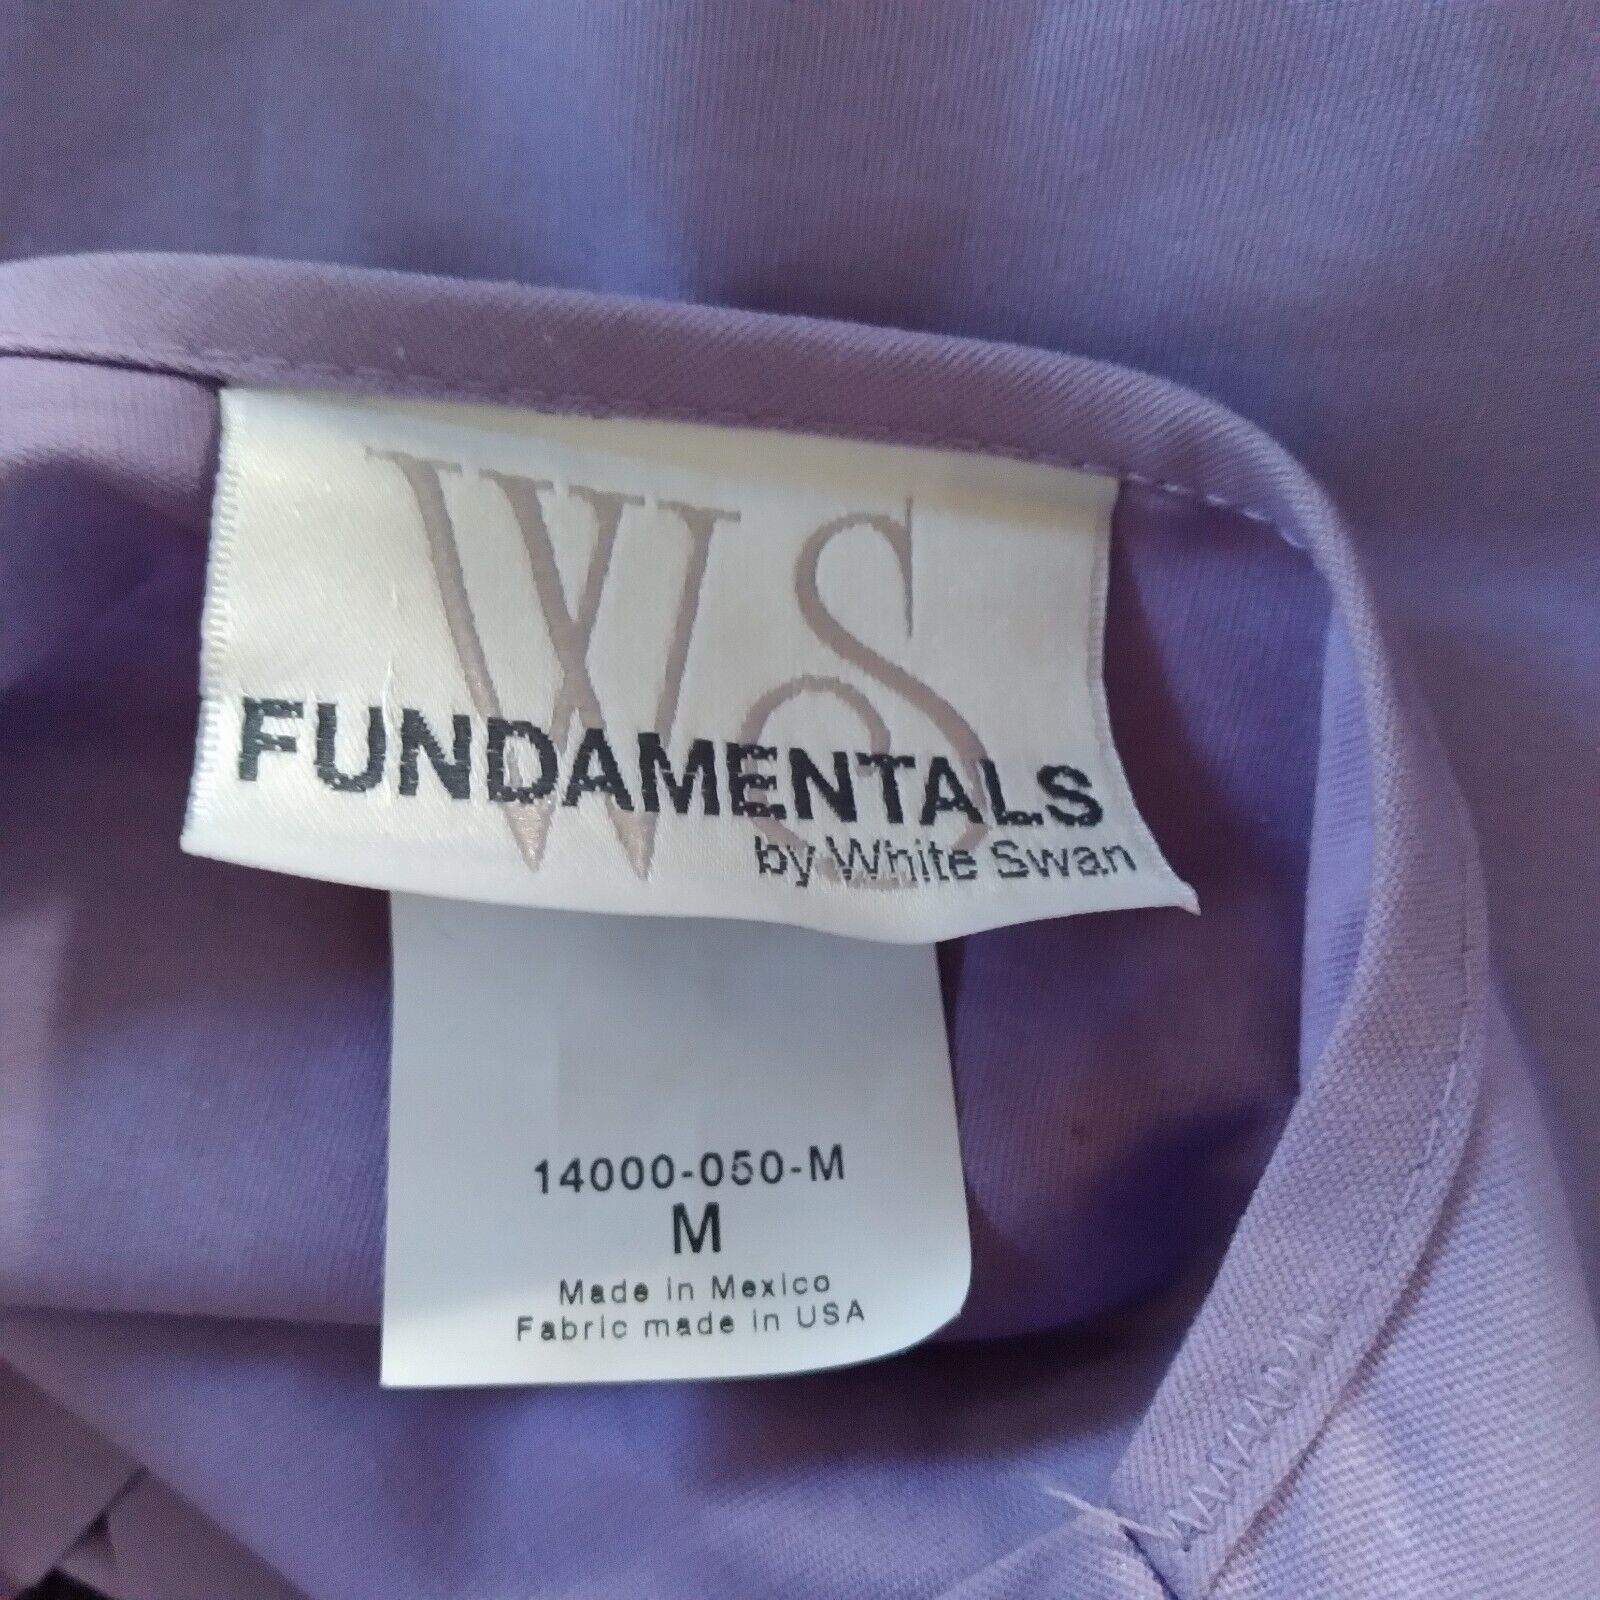 WS
FUNDAMENTALS
by White Swan
14000-050-M
M
Made in Mexico
Fabric made in USA